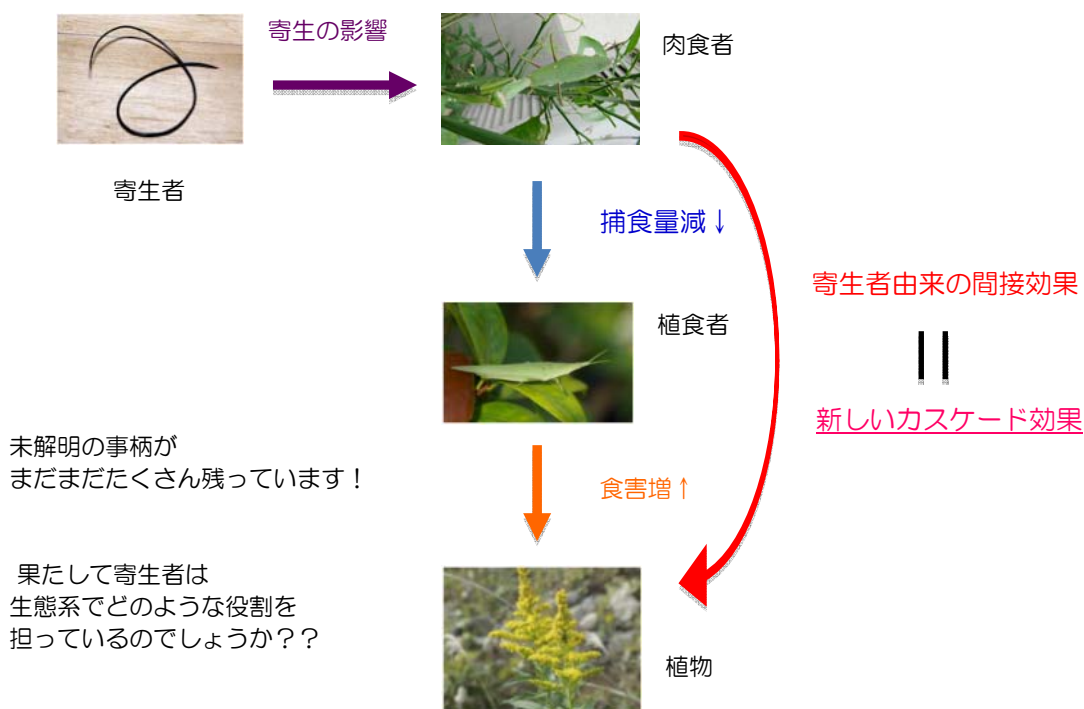 寄生の影響
肉食者
寄生者
捕食量減↓
寄生者由来の間接効果
植食者
新しいカスケード効果
未解明の事柄が
まだまだたくさん残っています！
食害増↑
果たして寄生者は
生態系でどのような役割を
担っているのでしょうか？？
植物